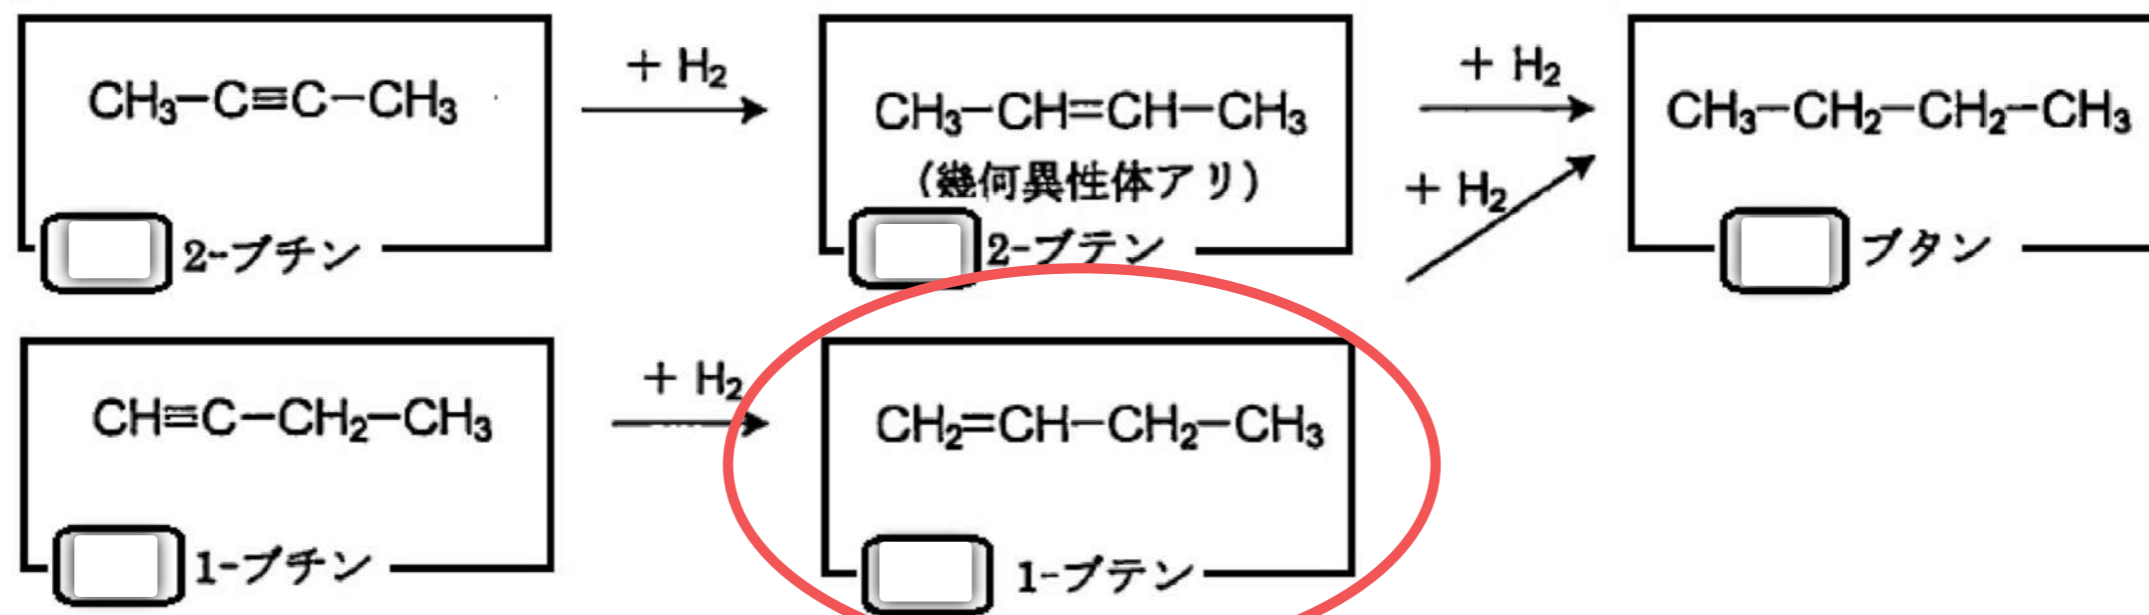 CH₃−C≡C−CH₃
+ H₂
CH₃−CH=CH−CH₃
(幾何異性体アリ)
+ H₂
+ H₂
CH₃−CH₂−CH₂−CH₃
2-ブチン
2-ブテン
ブタン
CH≡C−CH₂−CH₃
+ H₂
CH₂=CH−CH₂−CH₃
1-ブチン
1-ブテン